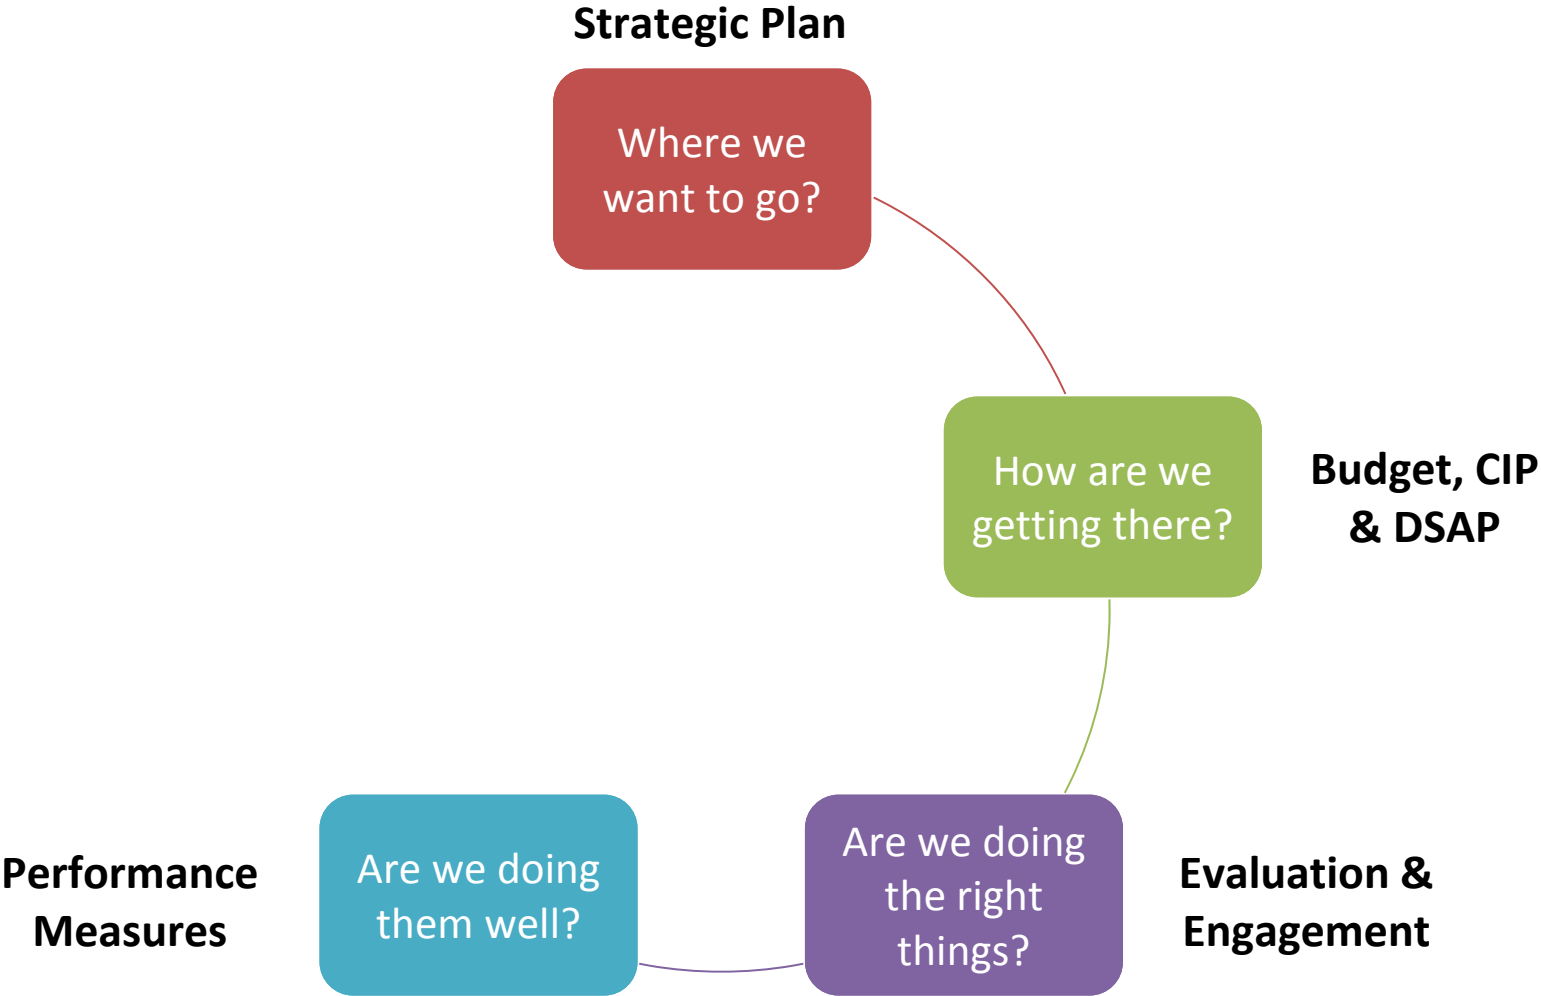 Strategic Plan
Where we
want to go?
How are we
getting there?
Budget, CIP
& DSAP
Are we doing
the right
things?
Evaluation &
Engagement
Are we doing
them well?
Performance
Measures